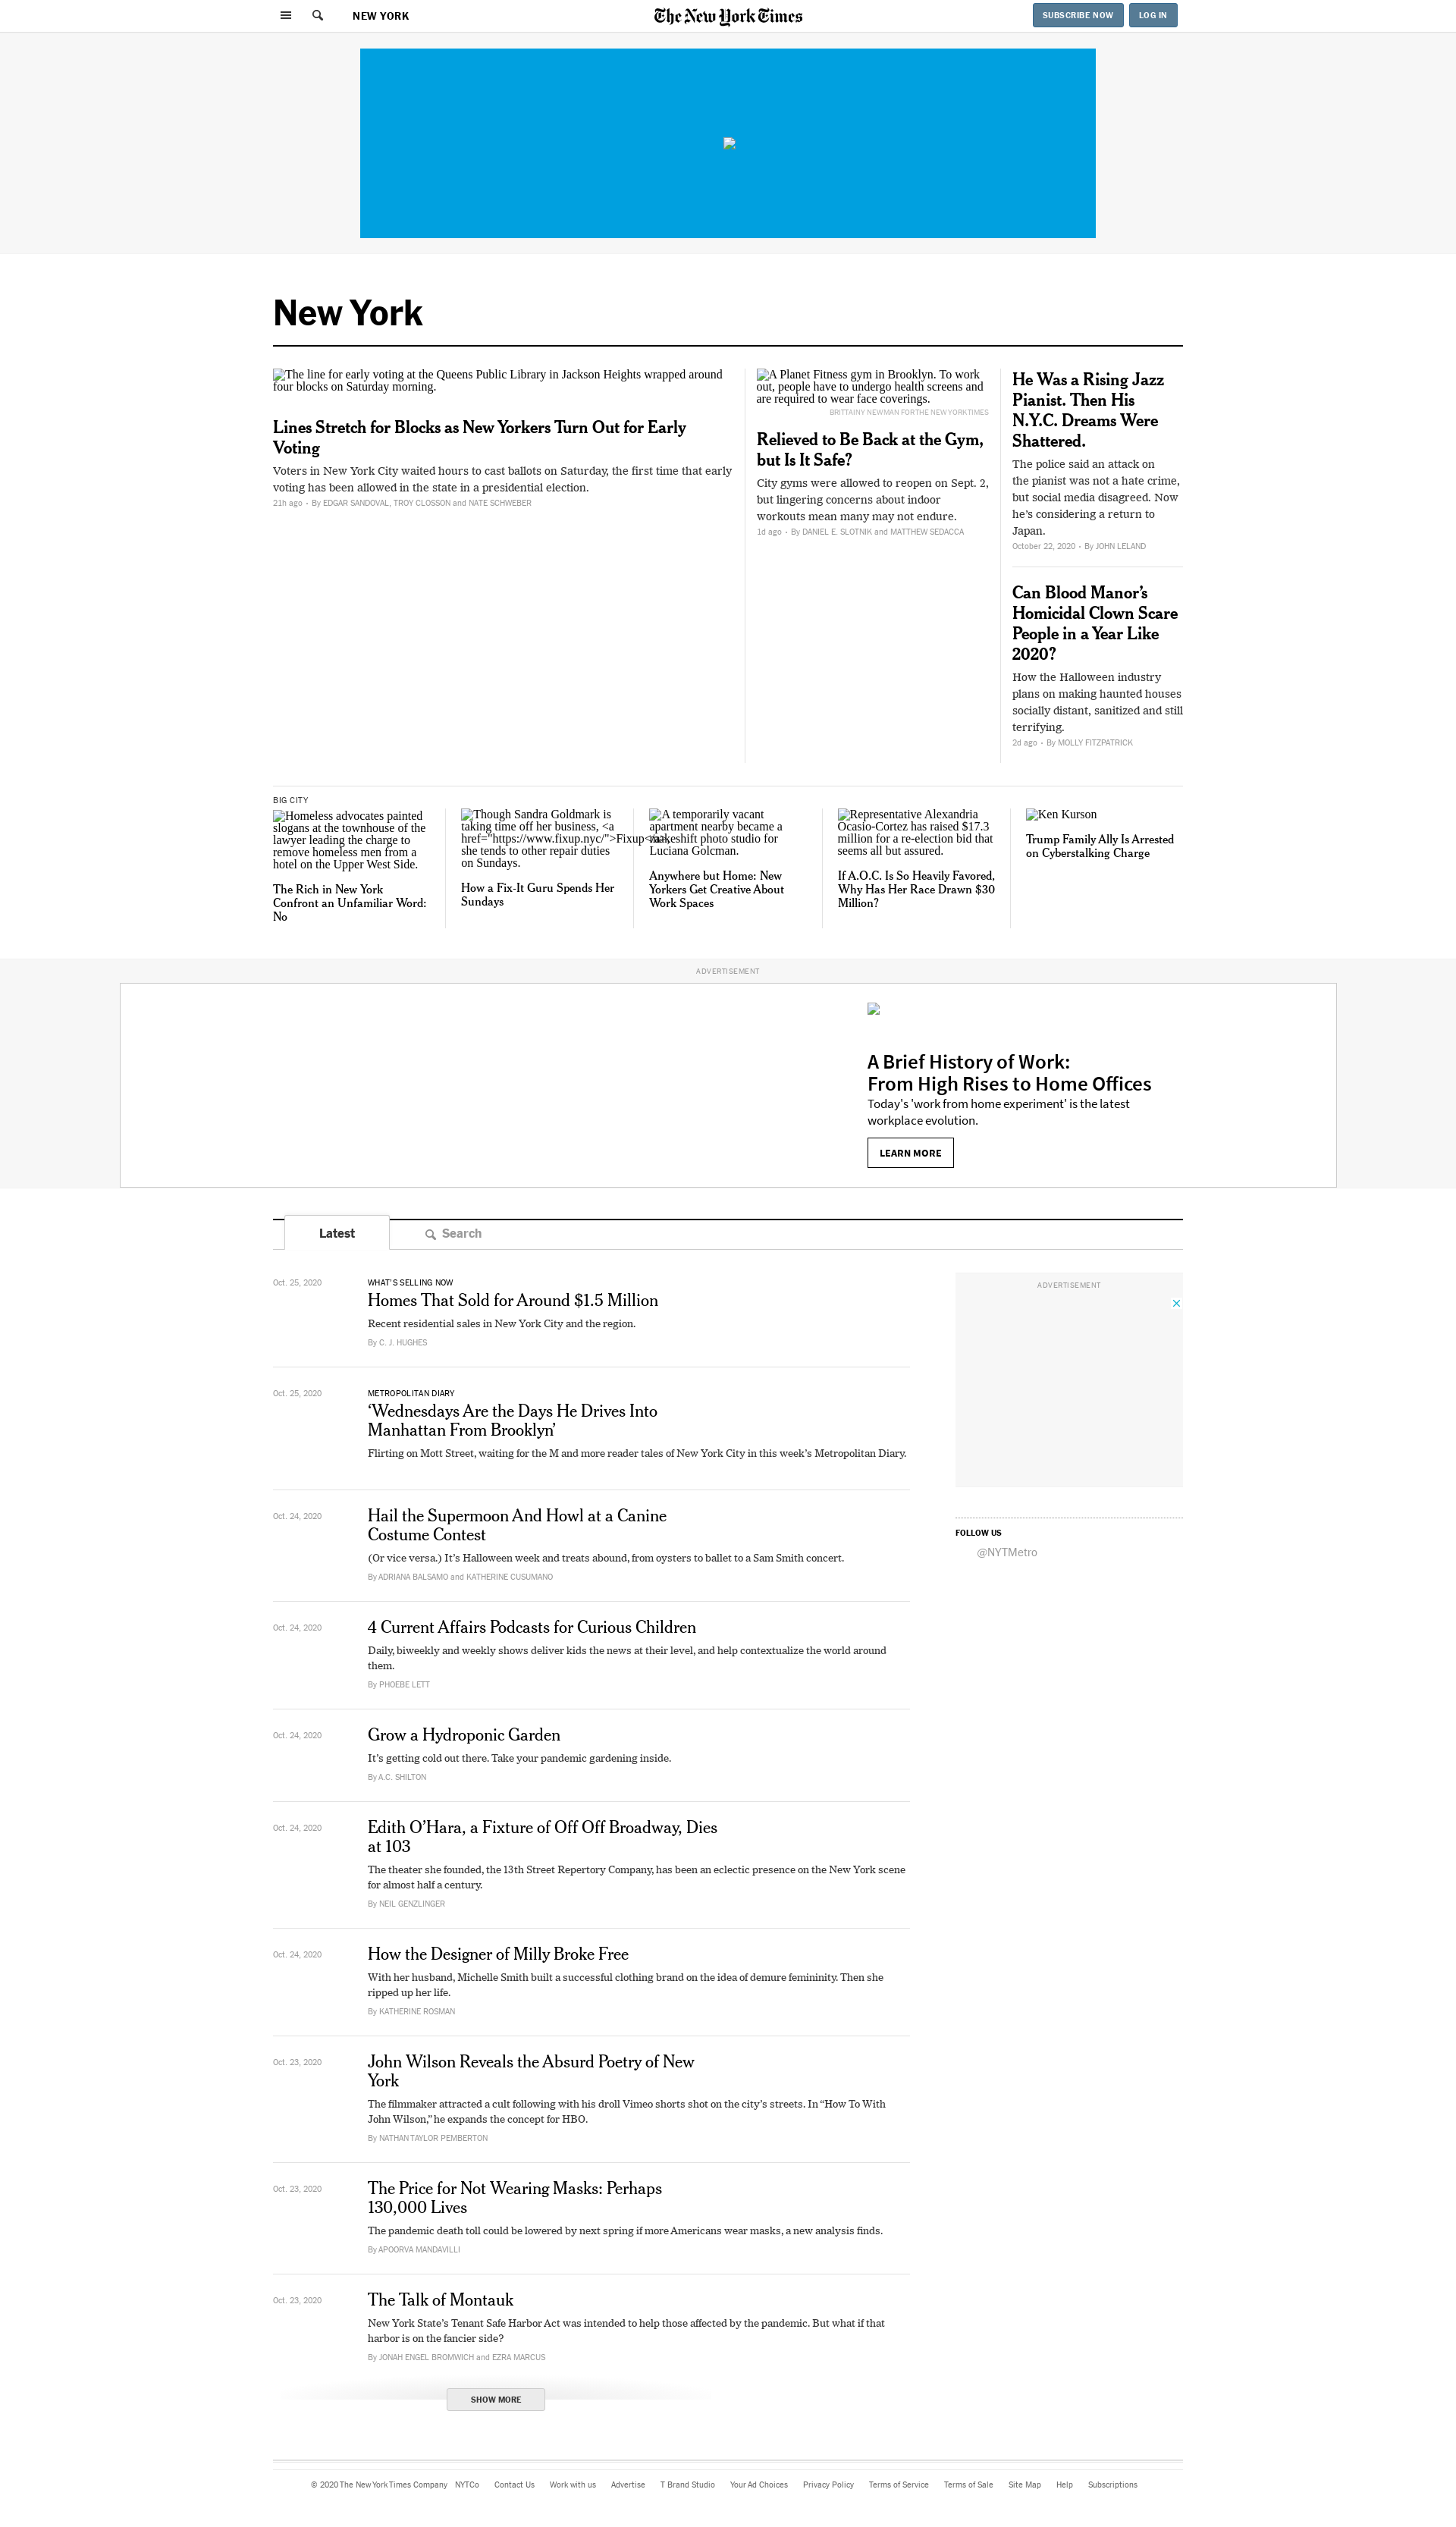 NEW YORK
The New York Times
SUBSCRIBE NOW
LOG IN
New York
The line for early voting at the Queens Public Library in Jackson Heights wrapped around
four blocks on Saturday morning.
Lines Stretch for Blocks as New Yorkers Turn Out for Early
Voting
Voters in New York City waited hours to cast ballots on Saturday, the first time that early
voting has been allowed in the state in a presidential election.
21h ago • By EDGAR SANDOVAL, TROY CLOSSON and NATE SCHWEBER
A Planet Fitness gym in Brooklyn. To work
out, people have to undergo health screens and
are required to wear face coverings.
BRITTAINY NEWMAN FOR THE NEW YORK TIMES
Relieved to Be Back at the Gym,
but Is It Safe?
City gyms were allowed to reopen on Sept. 2,
but lingering concerns about indoor
workouts mean many may not endure.
1d ago • By DANIEL E. SLOTNIK and MATTHEW SEDACCA
He Was a Rising Jazz
Pianist. Then His
N.Y.C. Dreams Were
Shattered.
The police said an attack on
the pianist was not a hate crime,
but social media disagreed. Now
he’s considering a return to
Japan.
October 22, 2020 • By JOHN LELAND
Can Blood Manor’s
Homicidal Clown Scare
People in a Year Like
2020?
How the Halloween industry
plans on making haunted houses
socially distant, sanitized and still
terrifying.
2d ago • By MOLLY FITZPATRICK
BIG CITY
Homeless advocates painted
slogans at the townhouse of the
lawyer leading the charge to
remove homeless men from a
hotel on the Upper West Side.
The Rich in New York
Confront an Unfamiliar Word:
No
Though Sandra Goldmark is
taking time off her business, <a
href="https://www.fixup.nyc/">Fixup</a>,
she tends to other repair duties
on Sundays.
How a Fix-It Guru Spends Her
Sundays
A temporarily vacant
apartment nearby became a
makeshift photo studio for
Luciana Golcman.
Anywhere but Home: New
Yorkers Get Creative About
Work Spaces
Representative Alexandria
Ocasio-Cortez has raised $17.3
million for a re-election bid that
seems all but assured.
If A.O.C. Is So Heavily Favored,
Why Has Her Race Drawn $30
Million?
Ken Kurson
Trump Family Ally Is Arrested
on Cyberstalking Charge
ADVERTISEMENT
A Brief History of Work:
From High Rises to Home Offices
Today's 'work from home experiment' is the latest
workplace evolution.
LEARN MORE
Latest
Search
Oct. 25, 2020
WHAT'S SELLING NOW
Homes That Sold for Around $1.5 Million
Recent residential sales in New York City and the region.
By C. J. HUGHES
Oct. 25, 2020
METROPOLITAN DIARY
‘Wednesdays Are the Days He Drives Into
Manhattan From Brooklyn’
Flirting on Mott Street, waiting for the M and more reader tales of New York City in this week’s Metropolitan Diary.
Oct. 24, 2020
Hail the Supermoon And Howl at a Canine
Costume Contest
(Or vice versa.) It’s Halloween week and treats abound, from oysters to ballet to a Sam Smith concert.
By ADRIANA BALSAMO and KATHERINE CUSUMANO
Oct. 24, 2020
4 Current Affairs Podcasts for Curious Children
Daily, biweekly and weekly shows deliver kids the news at their level, and help contextualize the world around
them.
By PHOEBE LETT
Oct. 24, 2020
Grow a Hydroponic Garden
It’s getting cold out there. Take your pandemic gardening inside.
By A.C. SHILTON
Oct. 24, 2020
Edith O’Hara, a Fixture of Off Off Broadway, Dies
at 103
The theater she founded, the 13th Street Repertory Company, has been an eclectic presence on the New York scene
for almost half a century.
By NEIL GENZLINGER
Oct. 24, 2020
How the Designer of Milly Broke Free
With her husband, Michelle Smith built a successful clothing brand on the idea of demure femininity. Then she
ripped up her life.
By KATHERINE ROSMAN
Oct. 23, 2020
John Wilson Reveals the Absurd Poetry of New
York
The filmmaker attracted a cult following with his droll Vimeo shorts shot on the city’s streets. In “How To With
John Wilson,” he expands the concept for HBO.
By NATHAN TAYLOR PEMBERTON
Oct. 23, 2020
The Price for Not Wearing Masks: Perhaps
130,000 Lives
The pandemic death toll could be lowered by next spring if more Americans wear masks, a new analysis finds.
By APOORVA MANDAVILLI
Oct. 23, 2020
The Talk of Montauk
New York State’s Tenant Safe Harbor Act was intended to help those affected by the pandemic. But what if that
harbor is on the fancier side?
By JONAH ENGEL BROMWICH and EZRA MARCUS
SHOW MORE
ADVERTISEMENT
FOLLOW US
@NYTMetro
© 2020 The New York Times Company NYTCo Contact Us Work with us Advertise T Brand Studio Your Ad Choices Privacy Policy Terms of Service Terms of Sale Site Map Help Subscriptions